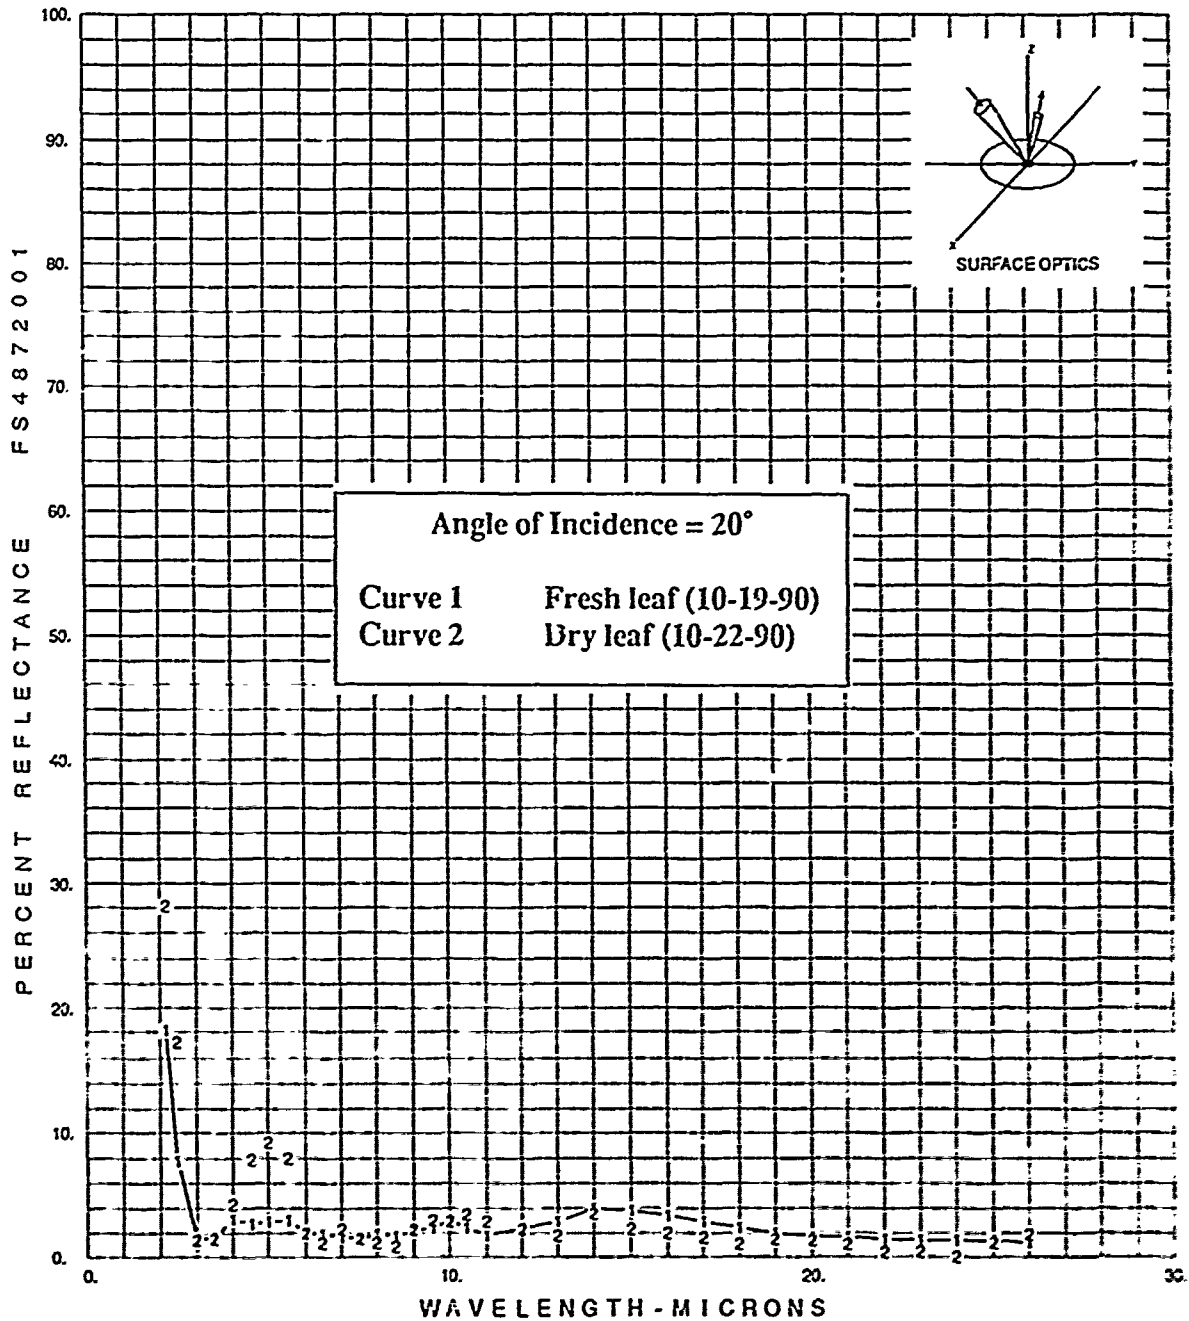 PERCENT REFLECTANCE FS4872001
100.
90.
80.
70.
60.
50.
40.
30.
20.
10.
0.
0.
10.
20.
30.
WAVELENGTH-MICRONS
Z
Y
X
SURFACE OPTICS
Angle of Incidence = 20°
Curve 1 Fresh leaf (10-19-90)
Curve 2 Dry leaf (10-22-90)